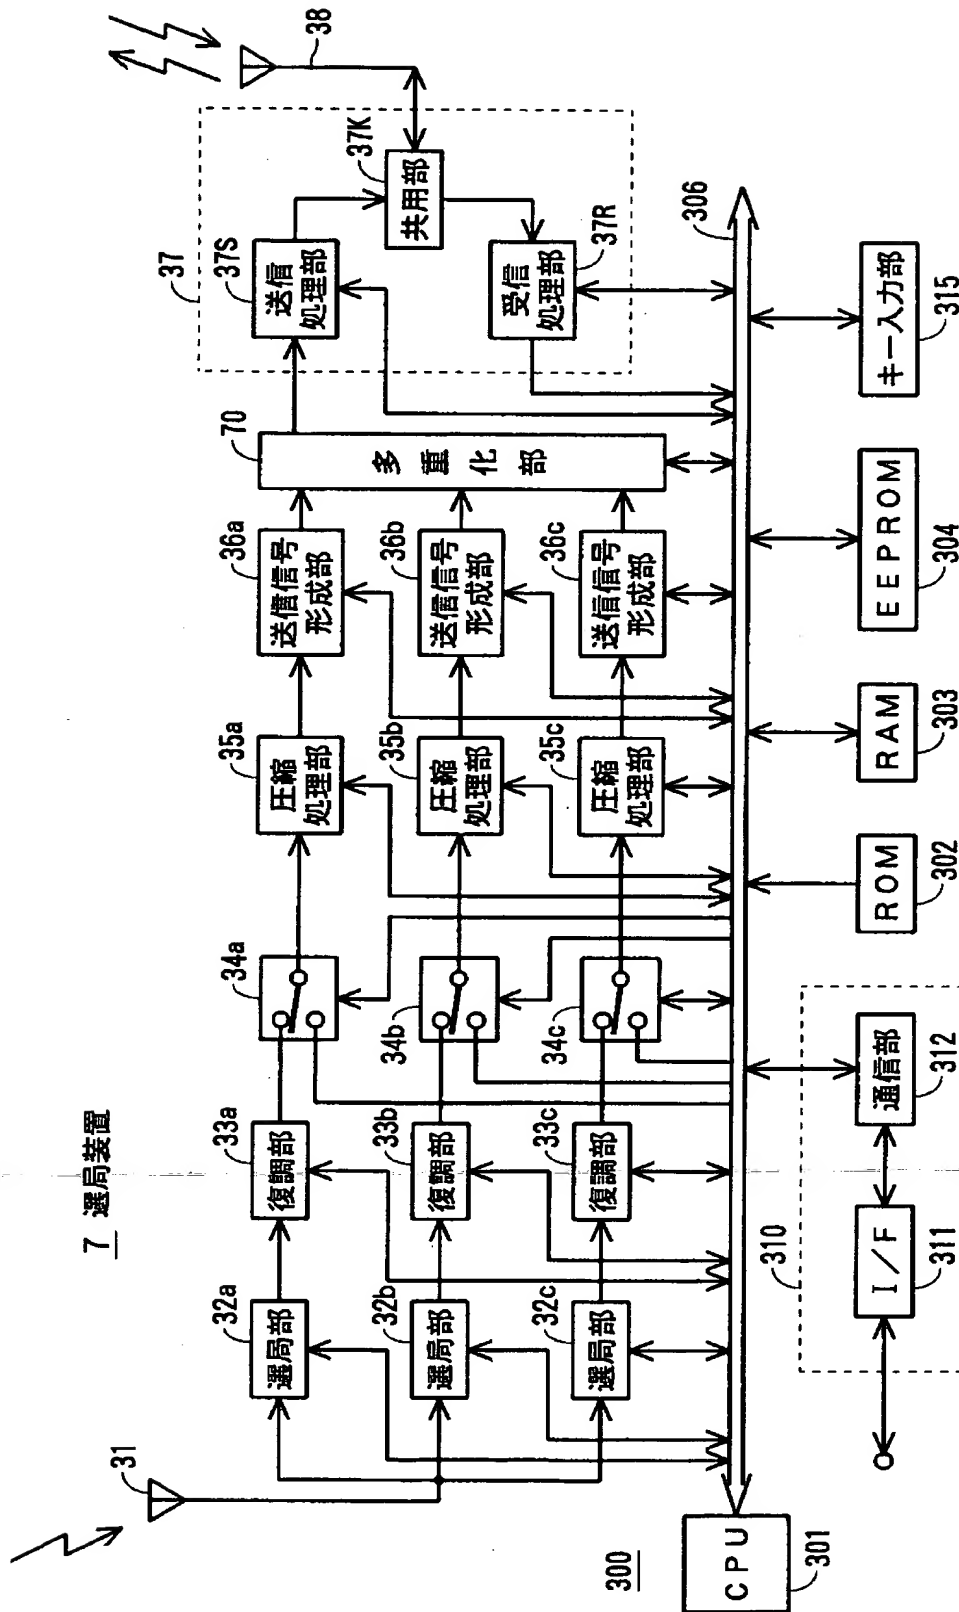 7 選局装置
31
32a
選局部
33a
復調部
34a
35a
圧縮
処理部
36a
送信信号
形成部
32b
選局部
33b
復調部
34b
35b
圧縮
処理部
36b
送信信号
形成部
32c
選局部
33c
復調部
34c
35c
圧縮
処理部
36c
送信信号
形成部
70
多重化部
37
37S
送信
処理部
37K
共用部
37R
受信
処理部
38
306
300
CPU
301
310
I/F
311
通信部
312
ROM
302
RAM
303
EEPROM
304
キー入力部
315